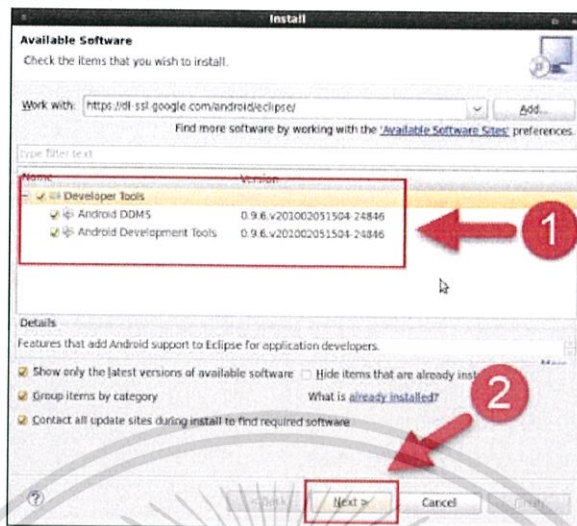 Install
Available Software
Check the items that you wish to install.
Work with: https://dl-ssl.google.com/android/eclipse/ Add...
Find more software by working with the 'Available Software Sites' preferences.
type filter text
Name Version
Developer Tools
Android DDMS 0.9.6.v201002051504-24846
Android Development Tools 0.9.6.v201002051504-24846
1
Details
Features that add Android support to Eclipse for application developers.
More
Show only the latest versions of available software Hide items that are already
Group items by category What is already installed?
2
Contact all update sites during install to find required software
< Back Next > Cancel Finish